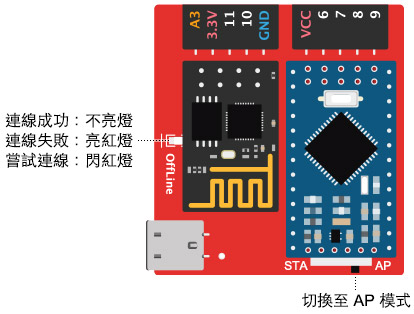 A3
3.3V
11
10
GND
VCC
6
7
8
9
連線成功：不亮燈
連線失敗：亮紅燈
嘗試連線：閃紅燈
OffLine
STA
AP
切換至 AP 模式